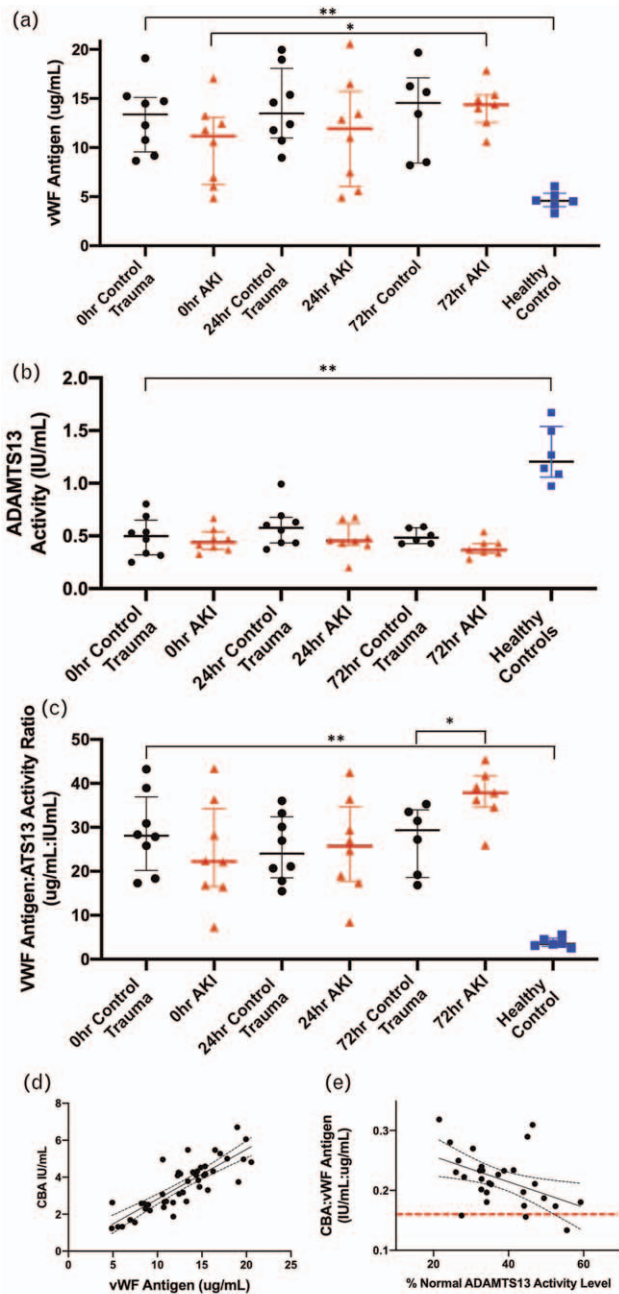 (a)
**
*
vWF Antigen (ug/mL)
20
15
10
5
0
0hr Control
Trauma
0hr AKI
24hr Control
Trauma
24hr AKI
72hr Control
72hr AKI
Healthy
Control
(b)
**
ADAMTS13
Activity (IU/mL)
2.0
1.5
1.0
0.5
0.0
0hr Control
Trauma
0hr AKI
24hr Control
Trauma
24hr AKI
72hr Control
Trauma
72hr AKI
Healthy
Controls
(c)
**
*
VWF Antigen:ATS13 Activity Ratio
(ug/mL:IUmL)
50
40
30
20
10
0
0hr Control
Trauma
0hr AKI
24hr Control
Trauma
24hr AKI
72hr Control
Trauma
72hr AKI
Healthy
Control
(d)
CBA IU/mL
8
6
4
2
0
0 5 10 15 20 25
vWF Antigen (ug/mL)
(e)
CBA:vWF Antigen
(IU/mL:ug/mL)
0.3
0.2
0.1
20 40 60
% Normal ADAMTS13 Activity Level